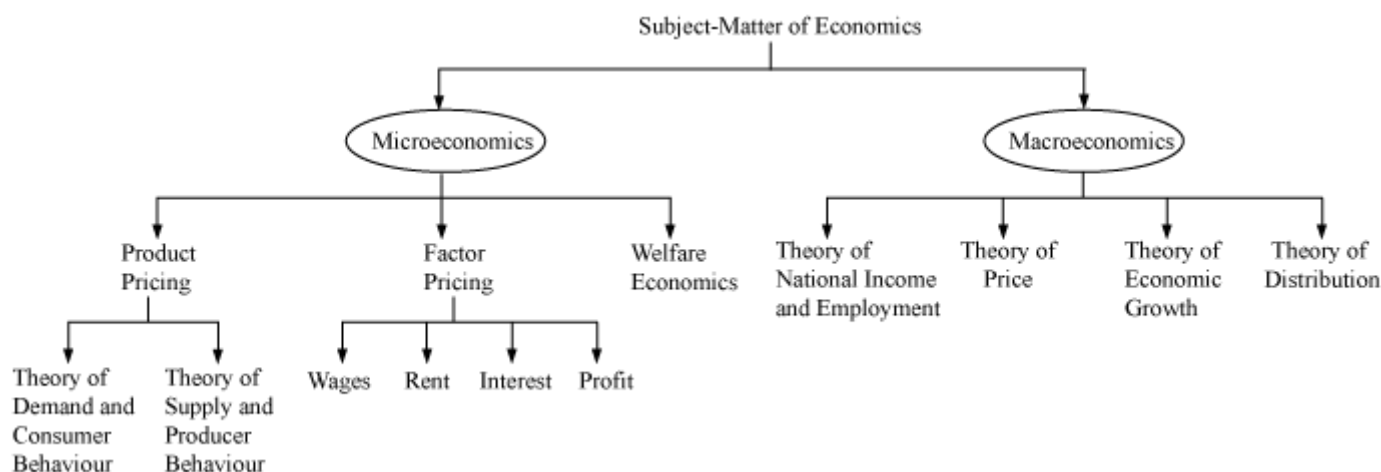 Subject-Matter of Economics
Microeconomics
Macroeconomics
Product
Pricing
Factor
Pricing
Welfare
Economics
Theory of
National Income
and Employment
Theory of
Price
Theory of
Economic
Growth
Theory of
Distribution
Theory of
Demand and
Consumer
Behaviour
Theory of
Supply and
Producer
Behaviour
Wages
Rent
Interest
Profit